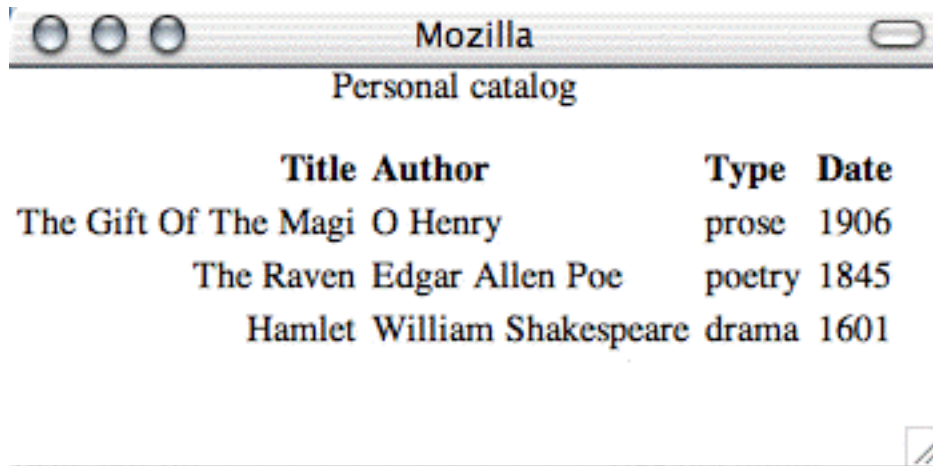 Mozilla
Personal catalog
Title Author Type Date
The Gift Of The Magi O Henry prose 1906
The Raven Edgar Allen Poe poetry 1845
Hamlet William Shakespeare drama 1601